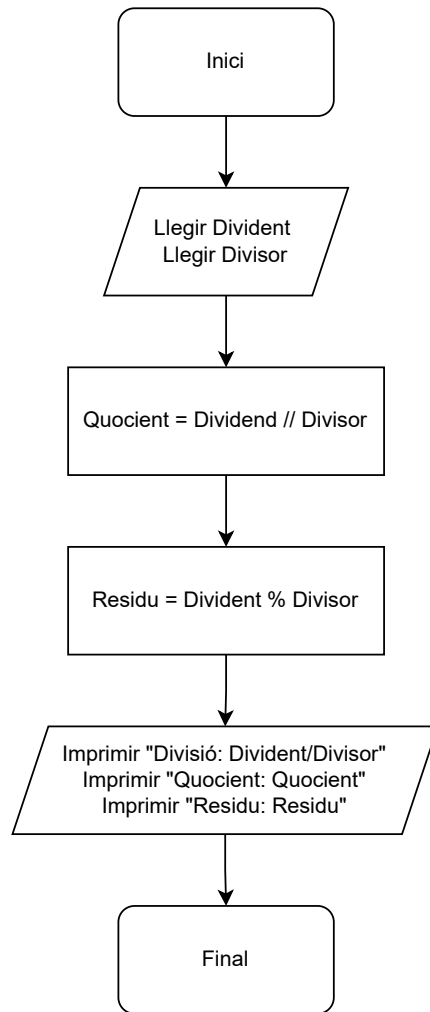 Inici
Llegir Divident
Llegir Divisor
Quocient = Dividend // Divisor
Residu = Divident % Divisor
Imprimir "Divisió: Divident/Divisor"
Imprimir "Quocient: Quocient"
Imprimir "Residu: Residu"
Final